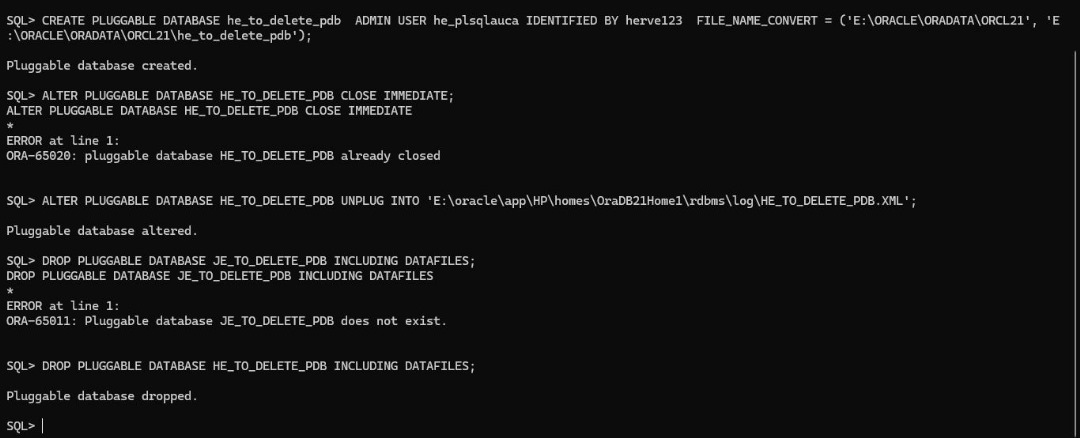 SQL> CREATE PLUGGABLE DATABASE he_to_delete_pdb  ADMIN USER he_plsqlauca IDENTIFIED BY herve123  FILE_NAME_CONVERT = ('E:\ORACLE\ORADATA\ORCL21', 'E
:\ORACLE\ORADATA\ORCL21\he_to_delete_pdb');
Pluggable database created.
SQL> ALTER PLUGGABLE DATABASE HE_TO_DELETE_PDB CLOSE IMMEDIATE;
ALTER PLUGGABLE DATABASE HE_TO_DELETE_PDB CLOSE IMMEDIATE
*
ERROR at line 1:
ORA-65020: pluggable database HE_TO_DELETE_PDB already closed
SQL> ALTER PLUGGABLE DATABASE HE_TO_DELETE_PDB UNPLUG INTO 'E:\oracle\app\HP\homes\OraDB21Home1\rdbms\log\HE_TO_DELETE_PDB.XML';
Pluggable database altered.
SQL> DROP PLUGGABLE DATABASE JE_TO_DELETE_PDB INCLUDING DATAFILES;
DROP PLUGGABLE DATABASE JE_TO_DELETE_PDB INCLUDING DATAFILES
*
ERROR at line 1:
ORA-65011: Pluggable database JE_TO_DELETE_PDB does not exist.
SQL> DROP PLUGGABLE DATABASE HE_TO_DELETE_PDB INCLUDING DATAFILES;
Pluggable database dropped.
SQL>